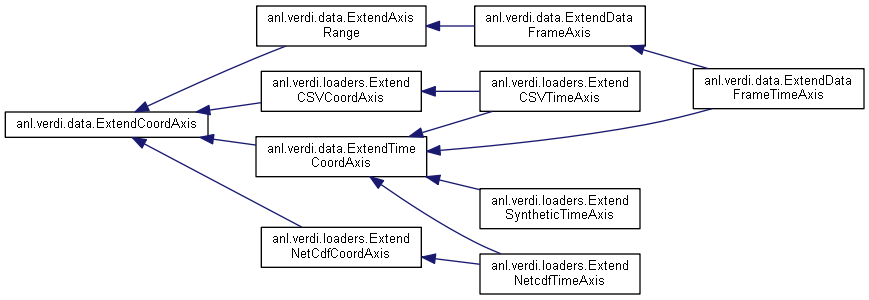 anl.verdi.data.ExtendAxis
Range
anl.verdi.data.ExtendData
FrameAxis
anl.verdi.loaders.Extend
CSVCoordAxis
anl.verdi.loaders.Extend
CSVTimeAxis
anl.verdi.data.ExtendData
FrameTimeAxis
anl.verdi.data.ExtendCoordAxis
anl.verdi.data.ExtendTime
CoordAxis
anl.verdi.loaders.Extend
SyntheticTimeAxis
anl.verdi.loaders.Extend
NetCdfCoordAxis
anl.verdi.loaders.Extend
NetcdfTimeAxis